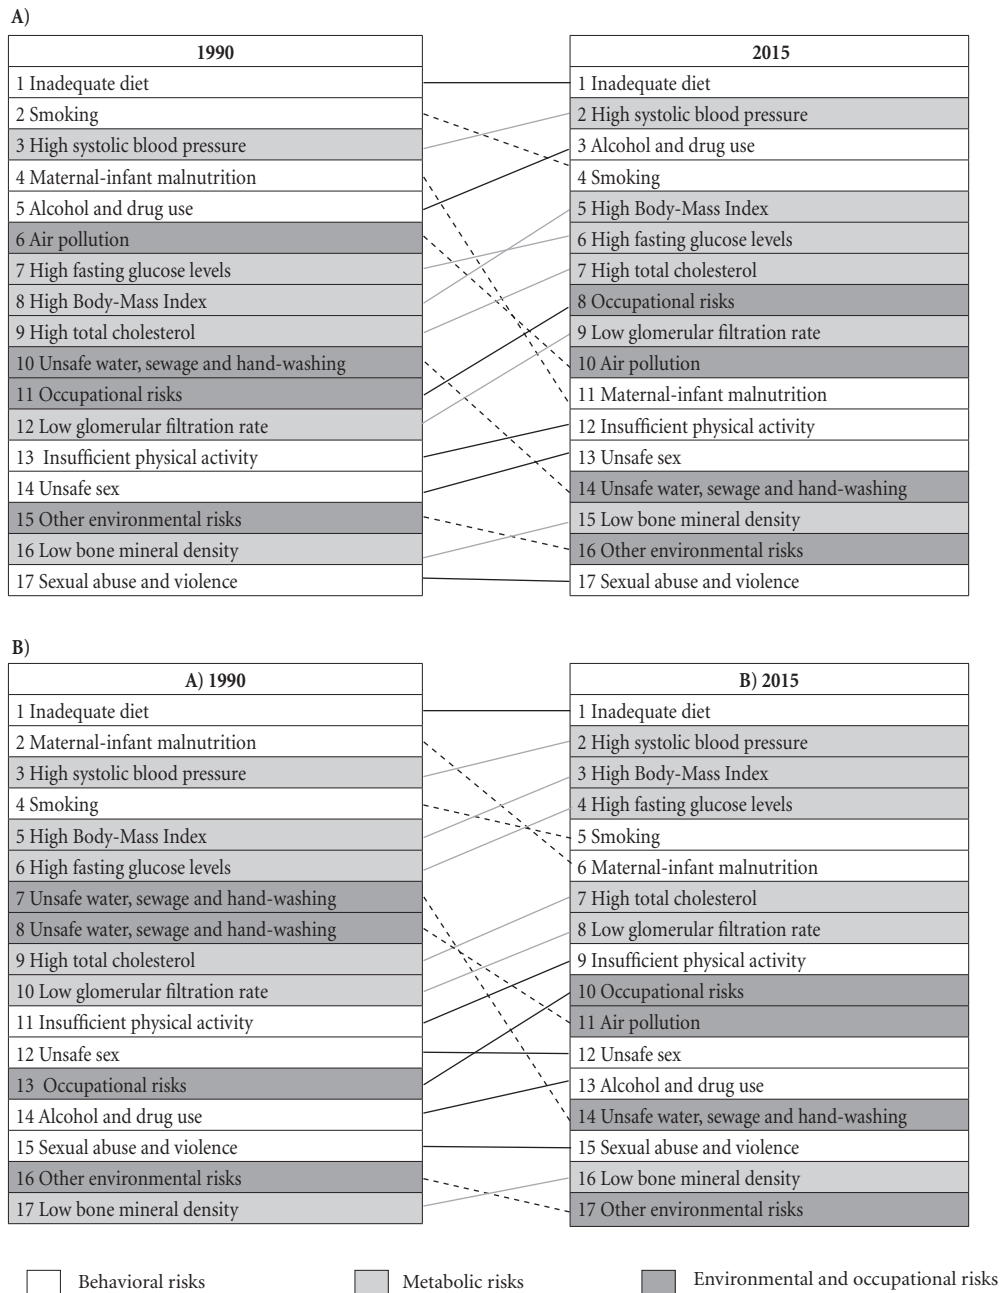 A)
1990
1 Inadequate diet
2 Smoking
3 High systolic blood pressure
4 Maternal-infant malnutrition
5 Alcohol and drug use
6 Air pollution
7 High fasting glucose levels
8 High Body-Mass Index
9 High total cholesterol
10 Unsafe water, sewage and hand-washing
11 Occupational risks
12 Low glomerular filtration rate
13 Insufficient physical activity
14 Unsafe sex
15 Other environmental risks
16 Low bone mineral density
17 Sexual abuse and violence
2015
1 Inadequate diet
2 High systolic blood pressure
3 Alcohol and drug use
4 Smoking
5 High Body-Mass Index
6 High fasting glucose levels
7 High total cholesterol
8 Occupational risks
9 Low glomerular filtration rate
10 Air pollution
11 Maternal-infant malnutrition
12 Insufficient physical activity
13 Unsafe sex
14 Unsafe water, sewage and hand-washing
15 Low bone mineral density
16 Other environmental risks
17 Sexual abuse and violence
B)
A) 1990
1 Inadequate diet
2 Maternal-infant malnutrition
3 High systolic blood pressure
4 Smoking
5 High Body-Mass Index
6 High fasting glucose levels
7 Unsafe water, sewage and hand-washing
8 Unsafe water, sewage and hand-washing
9 High total cholesterol
10 Low glomerular filtration rate
11 Insufficient physical activity
12 Unsafe sex
13 Occupational risks
14 Alcohol and drug use
15 Sexual abuse and violence
16 Other environmental risks
17 Low bone mineral density
B) 2015
1 Inadequate diet
2 High systolic blood pressure
3 High Body-Mass Index
4 High fasting glucose levels
5 Smoking
6 Maternal-infant malnutrition
7 High total cholesterol
8 Low glomerular filtration rate
9 Insufficient physical activity
10 Occupational risks
11 Air pollution
12 Unsafe sex
13 Alcohol and drug use
14 Unsafe water, sewage and hand-washing
15 Sexual abuse and violence
16 Low bone mineral density
17 Other environmental risks
Behavioral risks
Metabolic risks
Environmental and occupational risks